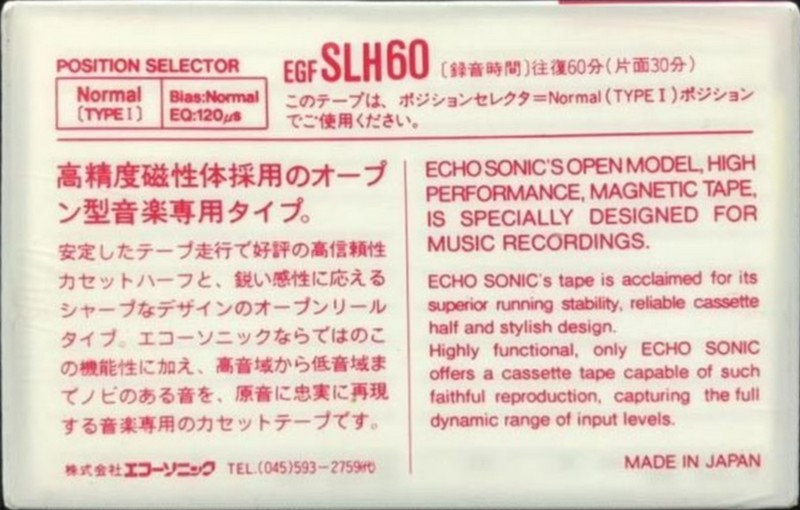 POSITION SELECTOR
Normal
〔TYPE I〕
Bias:Normal
EQ:120μs
EGF SLH60 〔録音時間〕往復60分(片面30分)
このテープは、ポジションセレクタ=Normal(TYPE I)ポジション
でご使用ください。
高精度磁性体採用のオープ
ン型音楽専用タイプ。
安定したテープ走行で好評の高信頼性
カセットハーフと、鋭い感性に応える
シャープなデザインのオープンリール
タイプ。エコーソニックならではのこ
の機能性に加え、高音域から低音域ま
でノビのある音を、原音に忠実に再現
する音楽専用のカセットテープです。
株式会社エコーソニック TEL.(045)593-2759㈹
ECHO SONIC'S OPEN MODEL, HIGH
PERFORMANCE, MAGNETIC TAPE,
IS SPECIALLY DESIGNED FOR
MUSIC RECORDINGS.
ECHO SONIC's tape is acclaimed for its
superior running stability, reliable cassette
half and stylish design.
Highly functional, only ECHO SONIC
offers a cassette tape capable of such
faithful reproduction, capturing the full
dynamic range of input levels.
MADE IN JAPAN